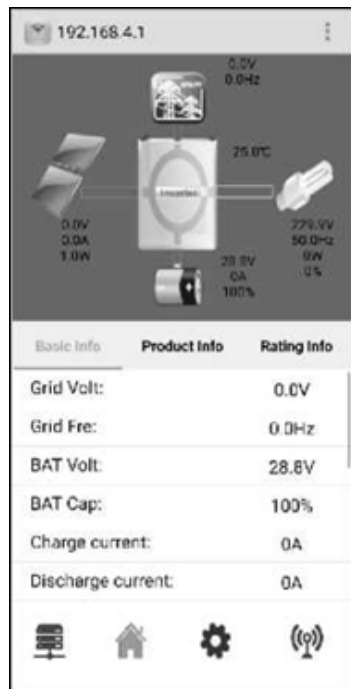 192.168.4.1
0.0V
0.0Hz
25.0℃
Inverter
0.0V
0.0A
1.0W
229.9V
50.0Hz
0W
0%
28.8V
0A
100%
Basic Info Product Info Rating Info
Grid Volt: 0.0V
Grid Fre: 0.0Hz
BAT Volt: 28.8V
BAT Cap: 100%
Charge current: 0A
Discharge current: 0A